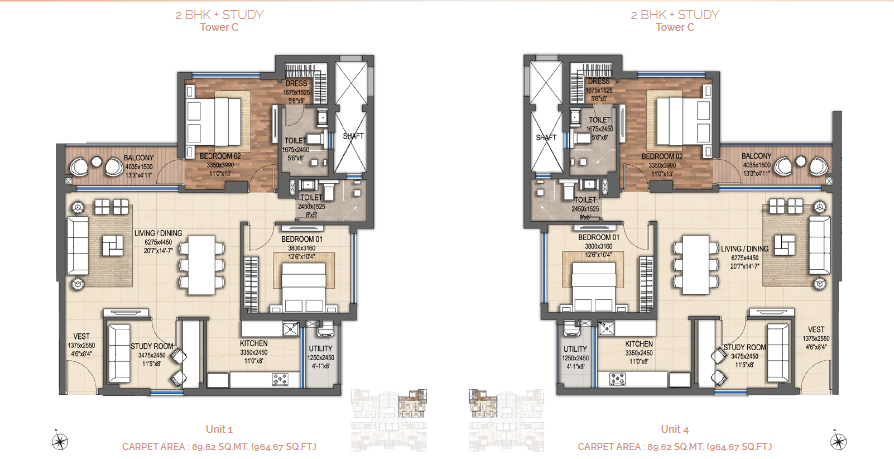 2 BHK + STUDY
Tower C
DRESS
1675x1525
5'6"x5'
TOILET
1675x2450
5'6"x8'
SHAFT
BEDROOM 02
3350x3990
11'0"x13'
BALCONY
4035x1500
13'3"x4'11"
TOILET
2450x1525
8'x5'
LIVING / DINING
6275x4450
20'7"x14'-7"
BEDROOM 01
3800x3160
12'6"x10'4"
VEST
1375x2550
4'6"x8'4"
STUDY ROOM
3475x2450
11'5"x8'
KITCHEN
3350x2450
11'0"x8'
UTILITY
1250x2450
4'-1"x8'
Unit 1
CARPET AREA : 89.62 SQ.MT. (964.67 SQ.FT.)
2 BHK + STUDY
Tower C
DRESS
1675x1525
5'6"x5'
TOILET
1675x2450
5'6"x8'
SHAFT
BEDROOM 02
3350x3990
11'0"x13'
BALCONY
4035x1500
13'3"x4'11"
TOILET
2450x1525
8'x5'
BEDROOM 01
3800x3160
12'6"x10'4"
LIVING / DINING
6275x4450
20'7"x14'-7"
UTILITY
1250x2450
4'-1"x8'
KITCHEN
3350x2450
11'0"x8'
STUDY ROOM
3475x2450
11'5"x8'
VEST
1375x2550
4'6"x8'4"
Unit 4
CARPET AREA : 89.62 SQ.MT. (964.67 SQ.FT.)